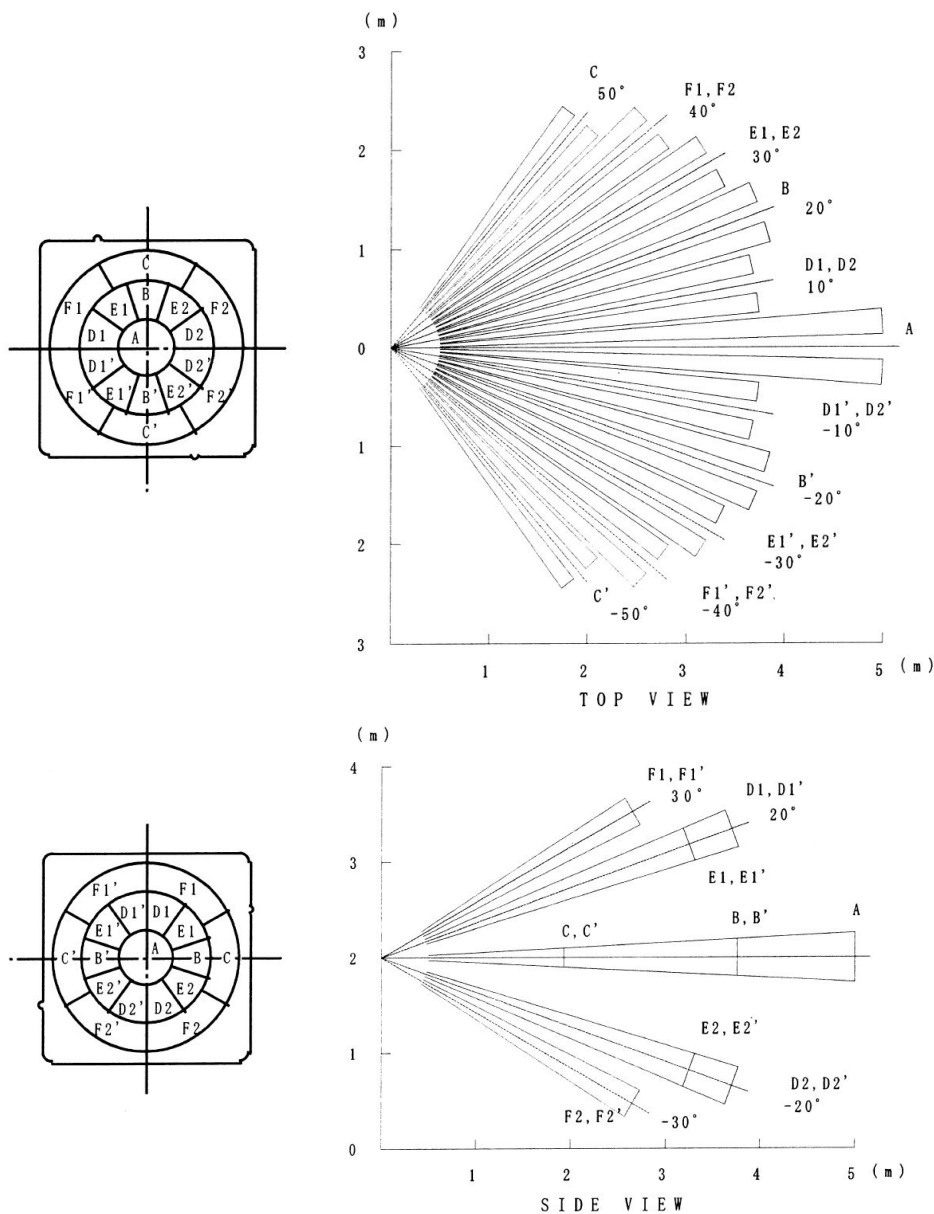 (m)
3
2
1
0
1
2
3
1 2 3 4 5 (m)
TOP VIEW
C
50°
F1,F2
40°
E1,E2
30°
B
20°
D1,D2
10°
A
D1',D2'
-10°
B'
-20°
E1',E2'
-30°
F1',F2'
-40°
C'
-50°
C
F1 E1 B E2 F2
D1 A D2
D1' D2'
F1' E1' B' E2' F2'
C'
(m)
4
3
2
1
0
1 2 3 4 5 (m)
SIDE VIEW
F1,F1'
30°
D1,D1'
20°
E1,E1'
C,C'
B,B'
A
E2,E2'
D2,D2'
-20°
F2,F2'
-30°
F1' F1
D1' D1
E1' E1
C' B' A B C
E2' E2
D2' D2
F2' F2